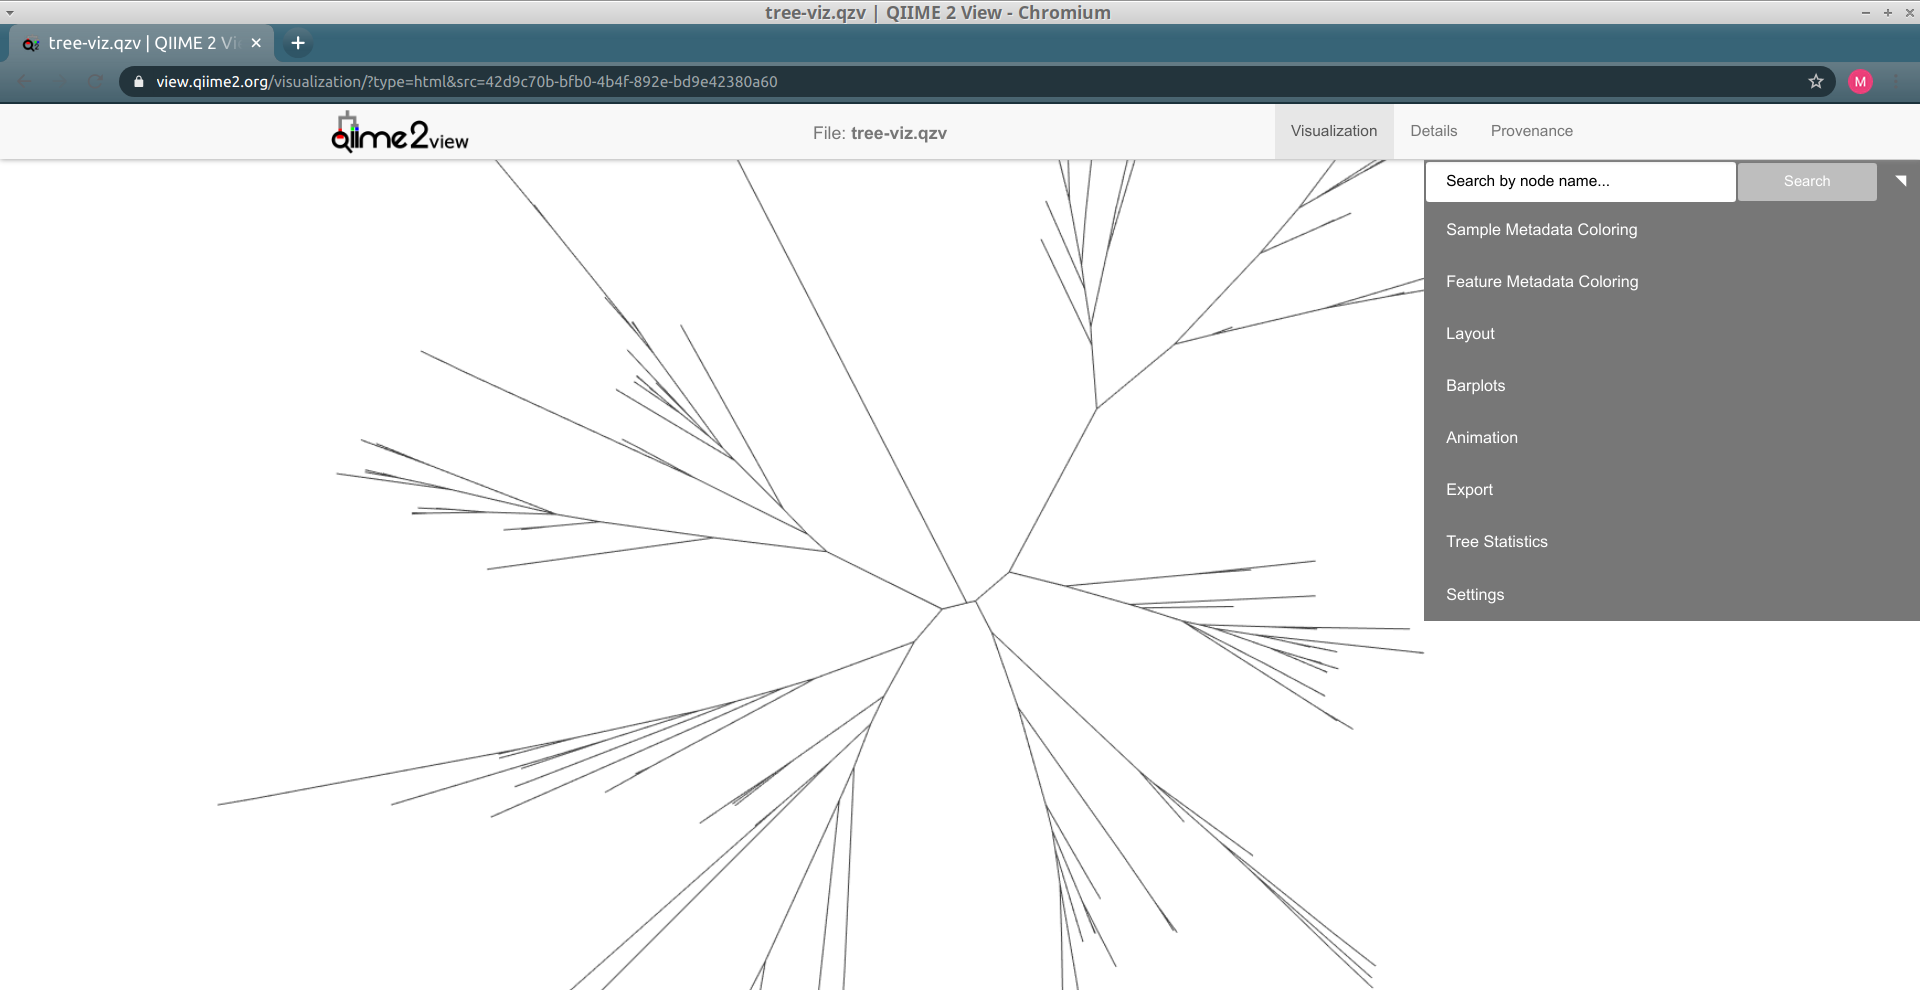 tree-viz.qzv | QIIME 2 View - Chromium
tree-viz.qzv | QIIME 2 Vi
view.qiime2.org/visualization/?type=html&src=42d9c70b-bfb0-4b4f-892e-bd9e42380a60
M
qiime2view
File: tree-viz.qzv
Visualization
Details
Provenance
Search by node name...
Search
Sample Metadata Coloring
Feature Metadata Coloring
Layout
Barplots
Animation
Export
Tree Statistics
Settings